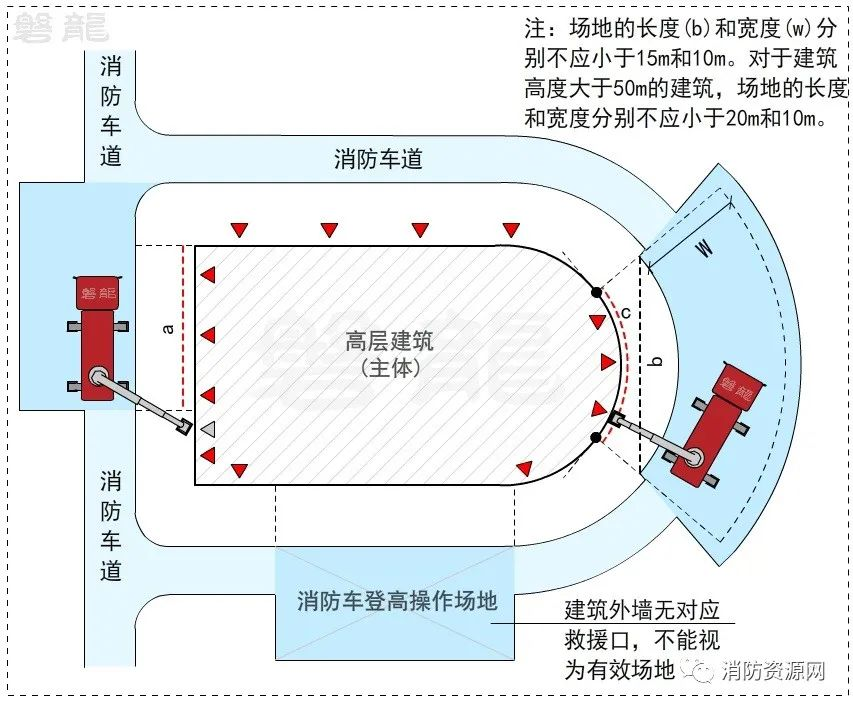 磐龍
注：场地的长度(b)和宽度(w)分
别不应小于15m和10m。对于建筑
高度大于50m的建筑，场地的长度
和宽度分别不应小于20m和10m。
消防车道
消防车道
W
磐龍
a
c
高层建筑
(主体)
b
磐龍
磐龍
消防车道
消防车登高操作场地
建筑外墙无对应
救援口，不能视
为有效场地
消防资源网